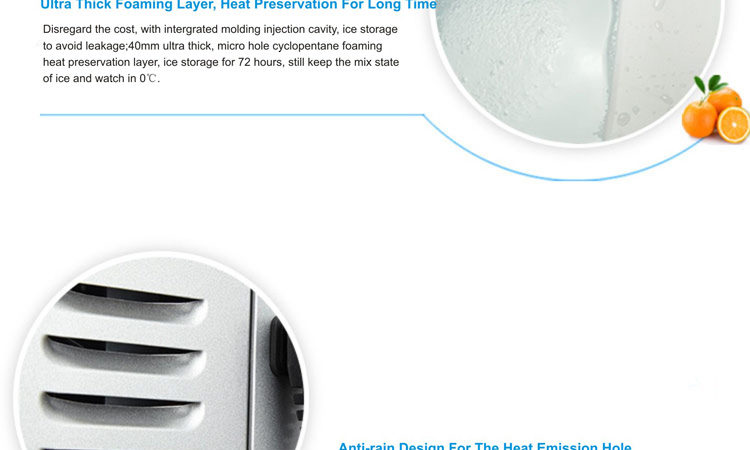 Ultra Thick Foaming Layer, Heat Preservation For Long Time
Disregard the cost, with intergrated molding injection cavity, ice storage
to avoid leakage;40mm ultra thick, micro hole cyclopentane foaming
heat preservation layer, ice storage for 72 hours, still keep the mix state
of ice and watch in 0℃.
Anti-rain Design For The Heat Emission Hole